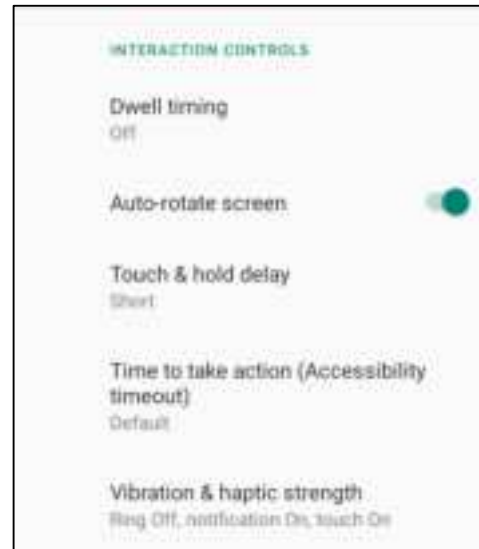 INTERACTION CONTROLS
Dwell timing
Off
Auto-rotate screen
Touch & hold delay
Short
Time to take action (Accessibility
timeout)
Default
Vibration & haptic strength
Ring Off, notification On, touch On